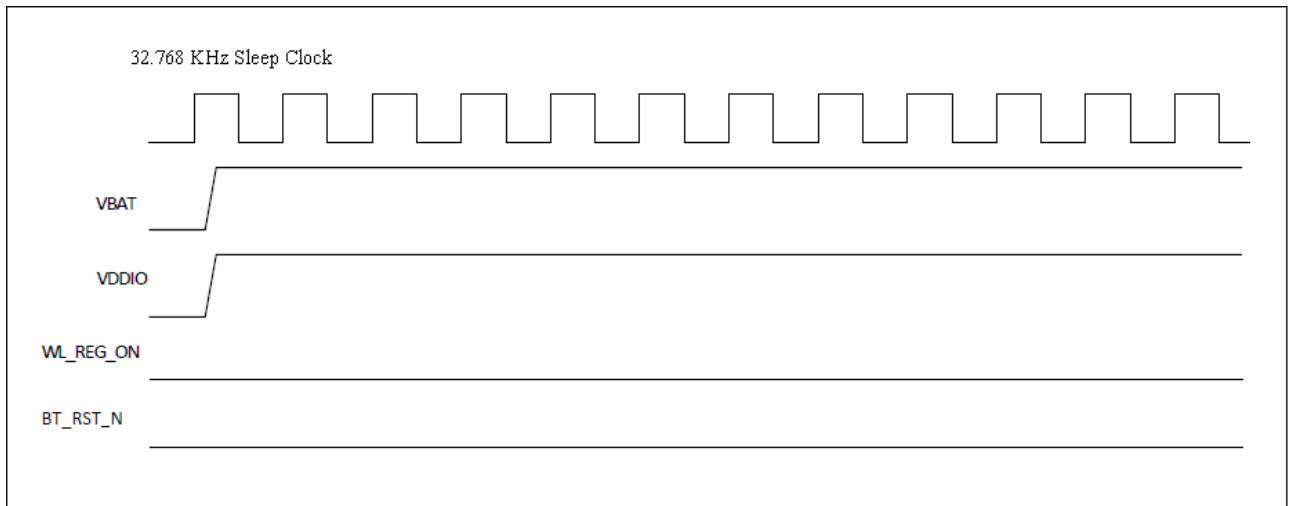 32.768 KHz Sleep Clock
VBAT
VDDIO
WL_REG_ON
BT_RST_N